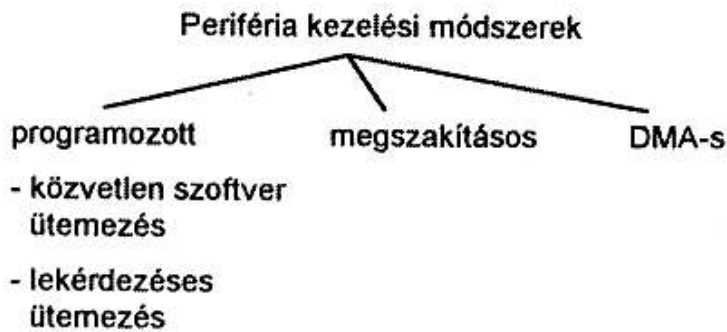 Periféria kezelési módszerek
programozott
- közvetlen szoftver
ütemezés
- lekérdezéses
ütemezés
megszakításos
DMA-s